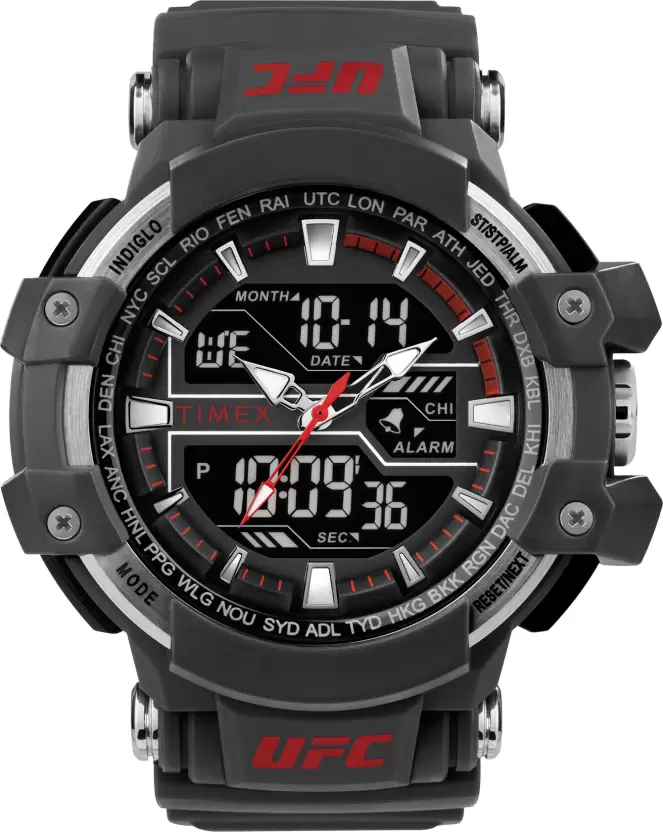 UFC
INDIGLO
ST/STP/ALM
UTC LON PAR ATH JED THR DXB KBL KHI DEL DAC RGN BKK HKG TYD ADL SYD NOU WLG PPG HNL ANC LAX DEN CHI NYC SCL RIO FEN RAI
MONTH
10-14
WE
DATE
TIMEX
CHI
ALARM
P
10:09'36
SEC
MODE
RESET/NEXT
UFC